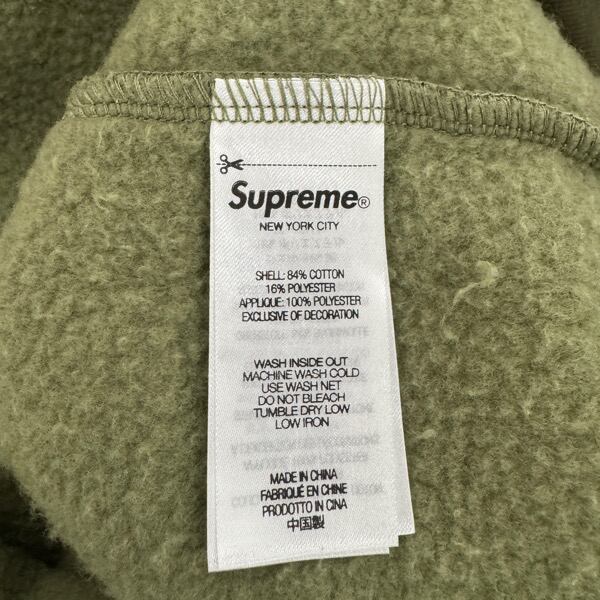 Supreme®
NEW YORK CITY
SHELL: 84% COTTON
16% POLYESTER
APPLIQUE: 100% POLYESTER
EXCLUSIVE OF DECORATION
WASH INSIDE OUT
MACHINE WASH COLD
USE WASH NET
DO NOT BLEACH
TUMBLE DRY LOW
LOW IRON
MADE IN CHINA
FABRIQUÉ EN CHINE
PRODOTTO IN CINA
中国製